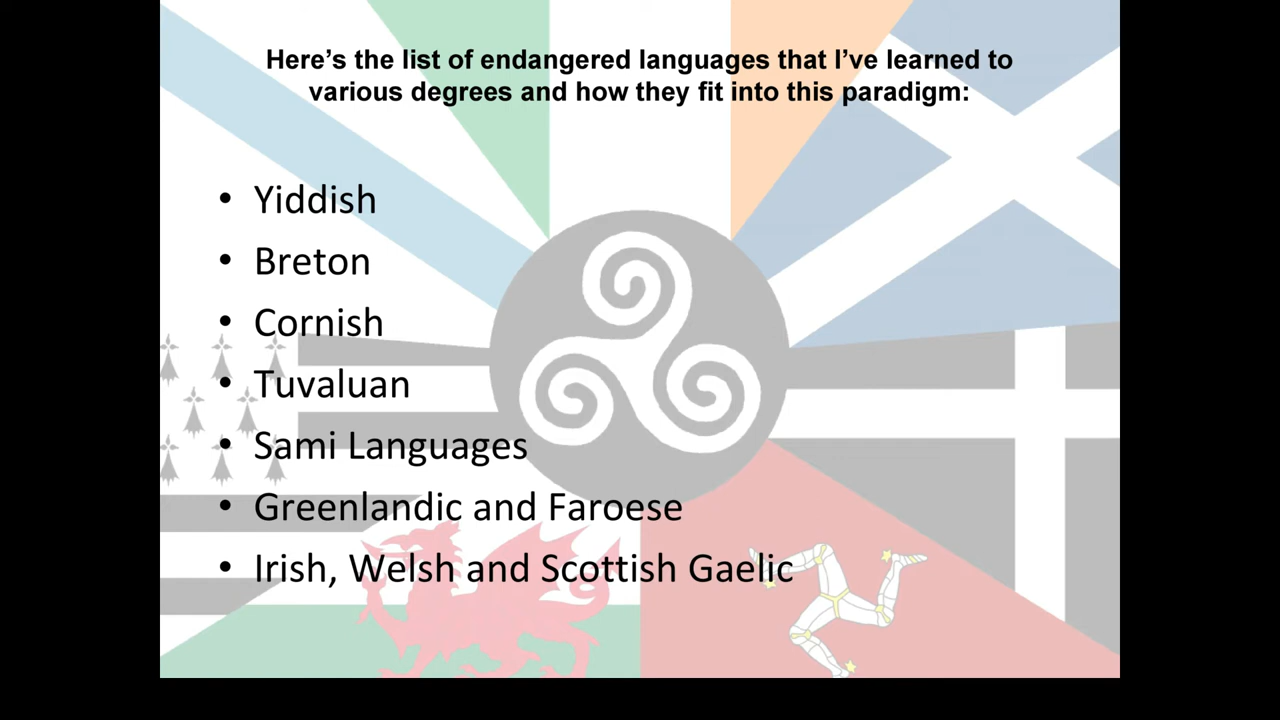 Here’s the list of endangered languages that I’ve learned to
various degrees and how they fit into this paradigm:
• Yiddish
• Breton
• Cornish
• Tuvaluan
• Sami Languages
• Greenlandic and Faroese
• Irish, Welsh and Scottish Gaelic